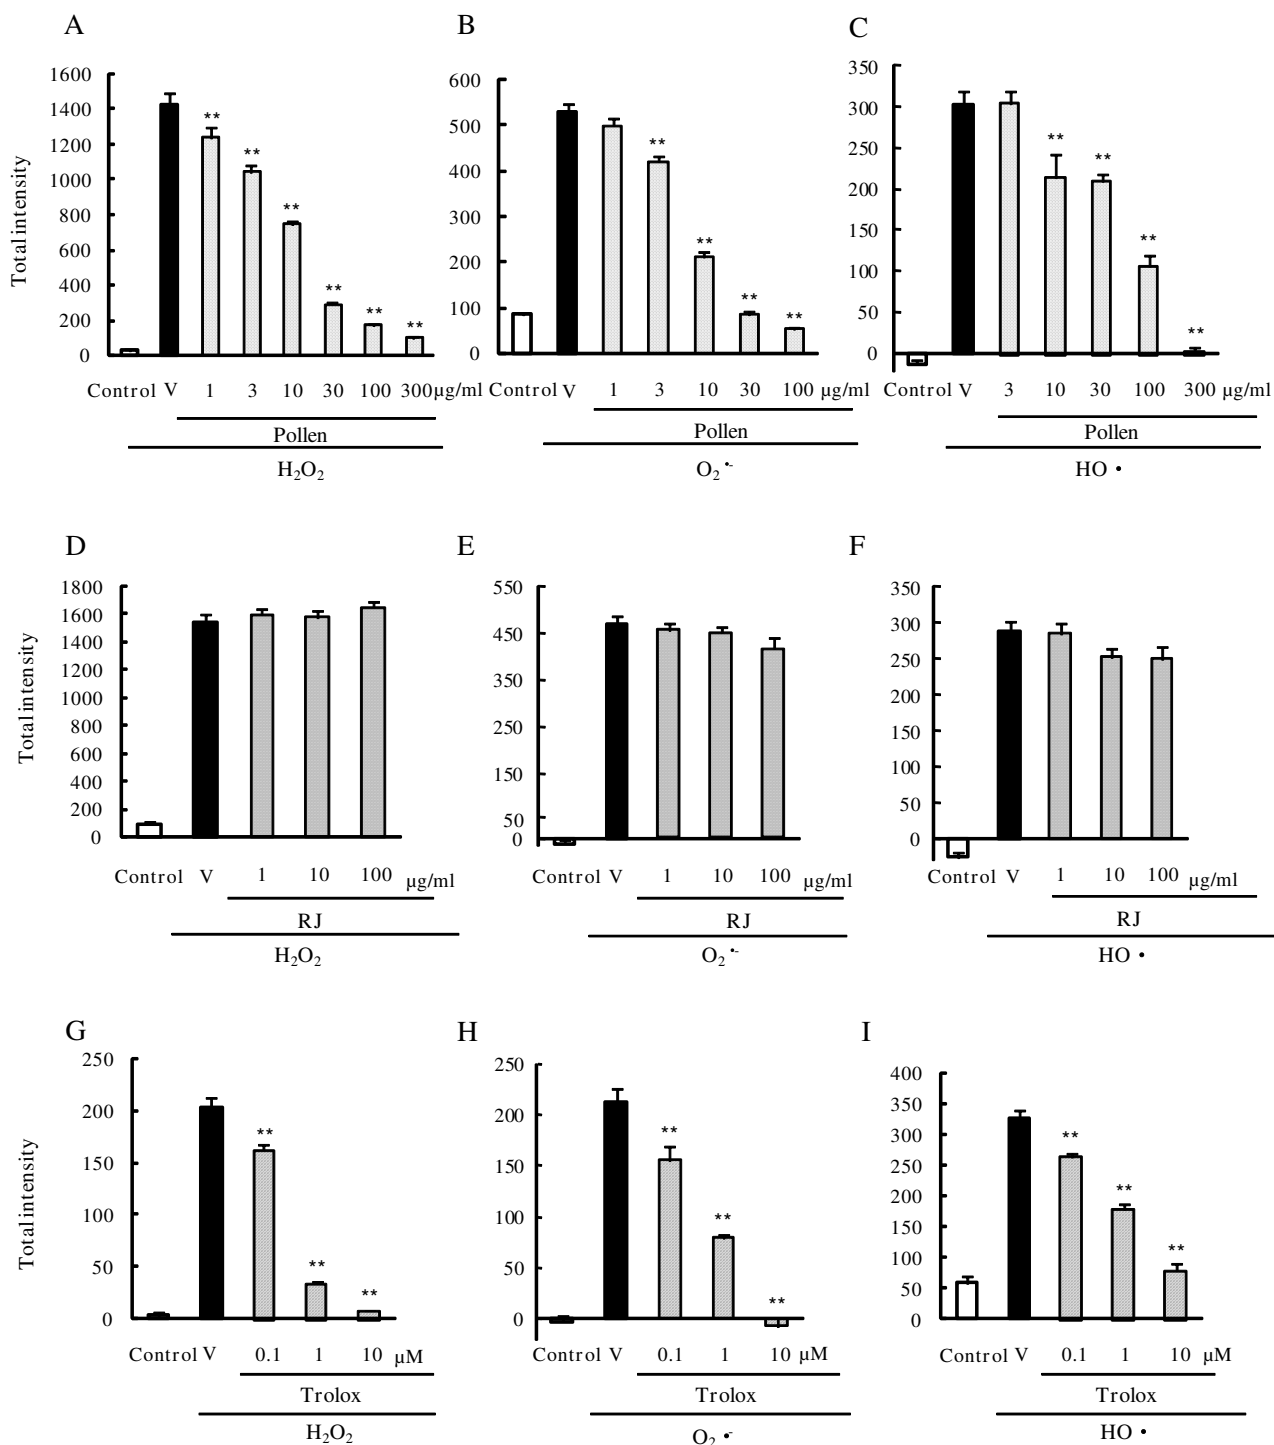 A
B
C
Total intensity
1600
1400
1200
1000
800
600
400
200
0
**
**
**
**
**
**
600
500
400
300
200
100
0
**
**
**
**
350
300
250
200
150
100
50
0
**
**
**
**
Control V 1 3 10 30 100 300 µg/ml
Pollen
H₂O₂
Control V 1 3 10 30 100 µg/ml
Pollen
O₂•-
Control V 3 10 30 100 300 µg/ml
Pollen
HO •
D
E
F
Total intensity
1800
1600
1400
1200
1000
800
600
400
200
0
550
450
350
250
150
50
0
350
300
250
200
150
100
50
0
Control V 1 10 100 µg/ml
RJ
H₂O₂
Control V 1 10 100 µg/ml
RJ
O₂•-
Control V 1 10 100 µg/ml
RJ
HO •
G
H
I
Total intensity
250
200
150
100
50
0
**
**
**
250
200
150
100
50
0
**
**
**
400
350
300
250
200
150
100
50
0
**
**
**
Control V 0.1 1 10 µM
Trolox
H₂O₂
Control V 0.1 1 10 µM
Trolox
O₂•-
Control V 0.1 1 10 µM
Trolox
HO •